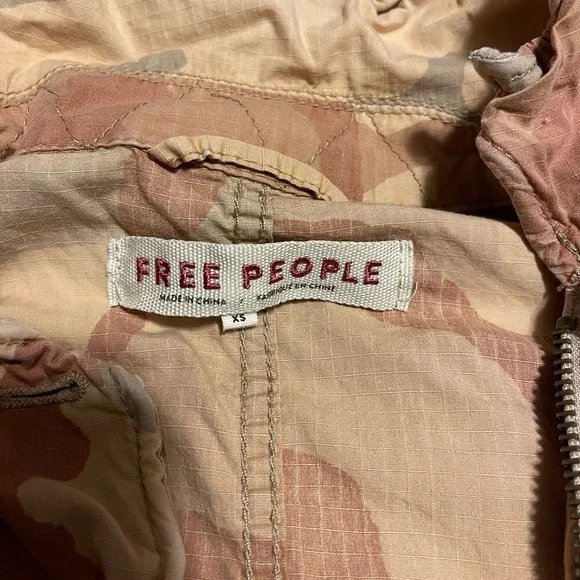 FREE PEOPLE
MADE IN CHINA / FABRIQUÉ EN CHINE
XS